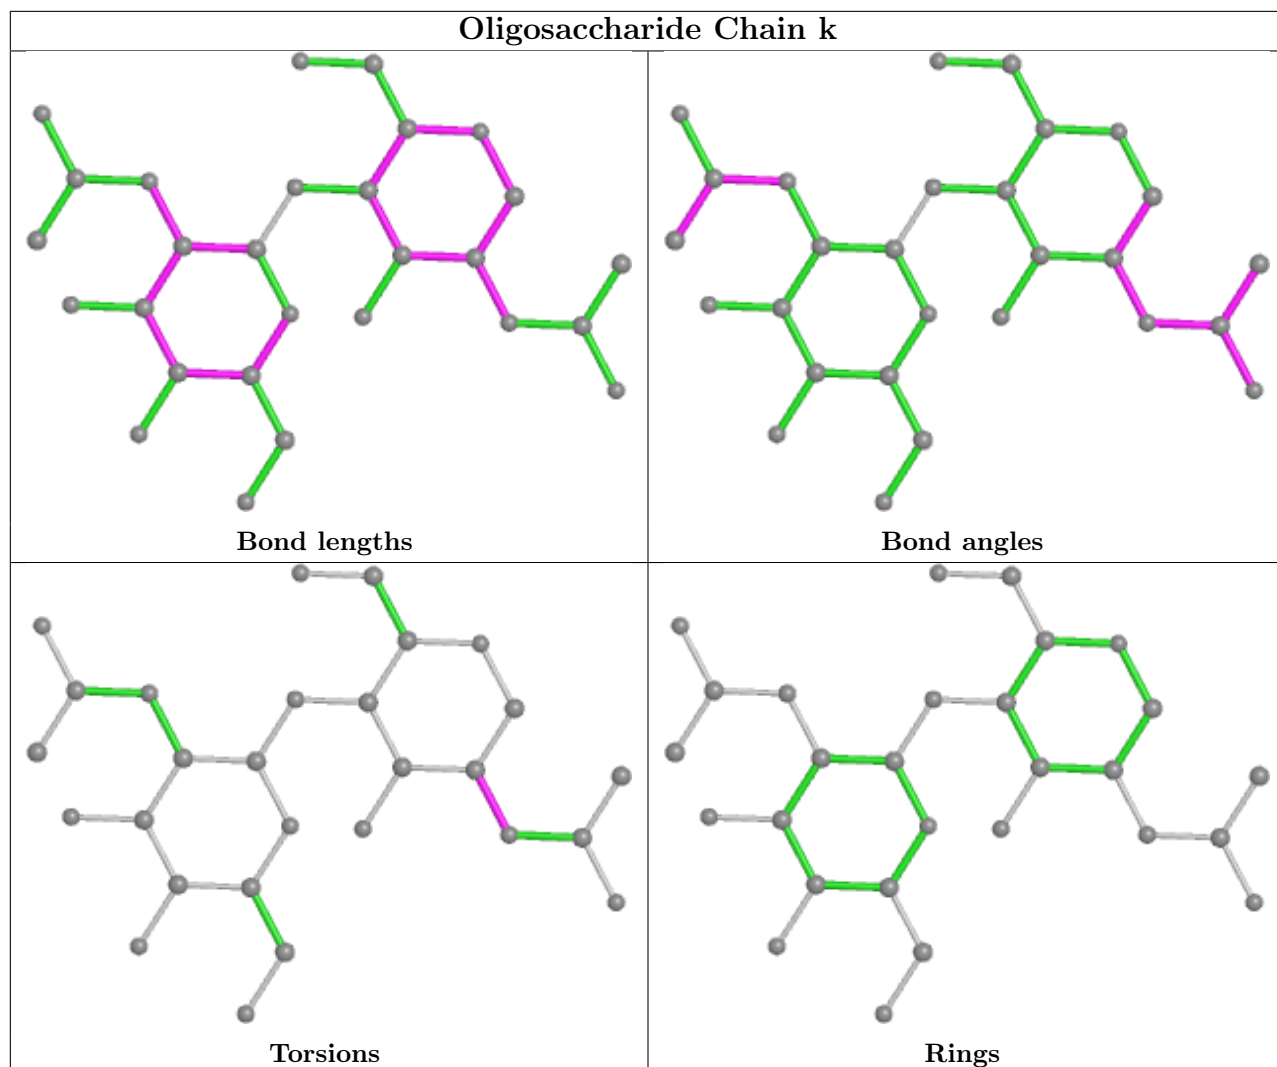 Oligosaccharide Chain k
Bond lengths
Bond angles
Torsions
Rings